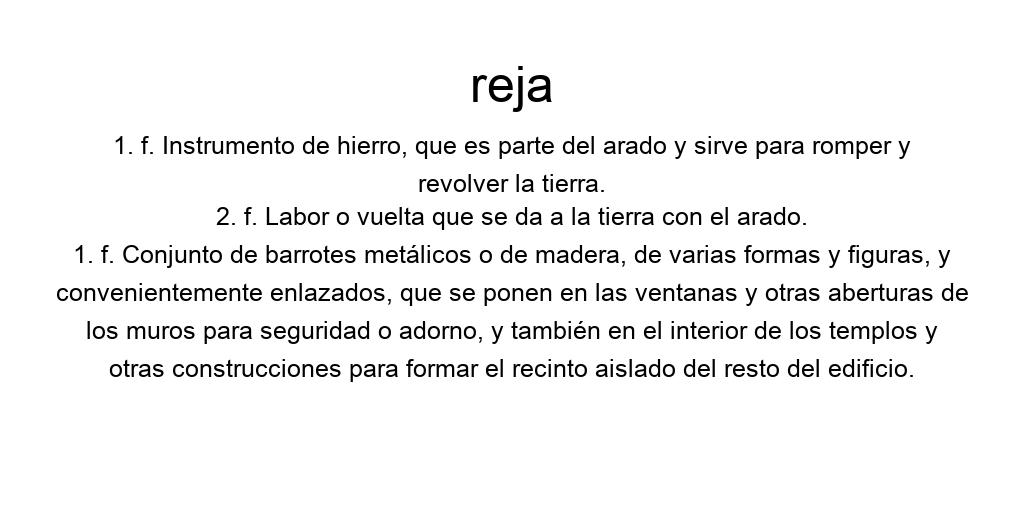 reja
1. f. Instrumento de hierro, que es parte del arado y sirve para romper y
revolver la tierra.
2. f. Labor o vuelta que se da a la tierra con el arado.
1. f. Conjunto de barrotes metálicos o de madera, de varias formas y figuras, y
convenientemente enlazados, que se ponen en las ventanas y otras aberturas de
los muros para seguridad o adorno, y también en el interior de los templos y
otras construcciones para formar el recinto aislado del resto del edificio.